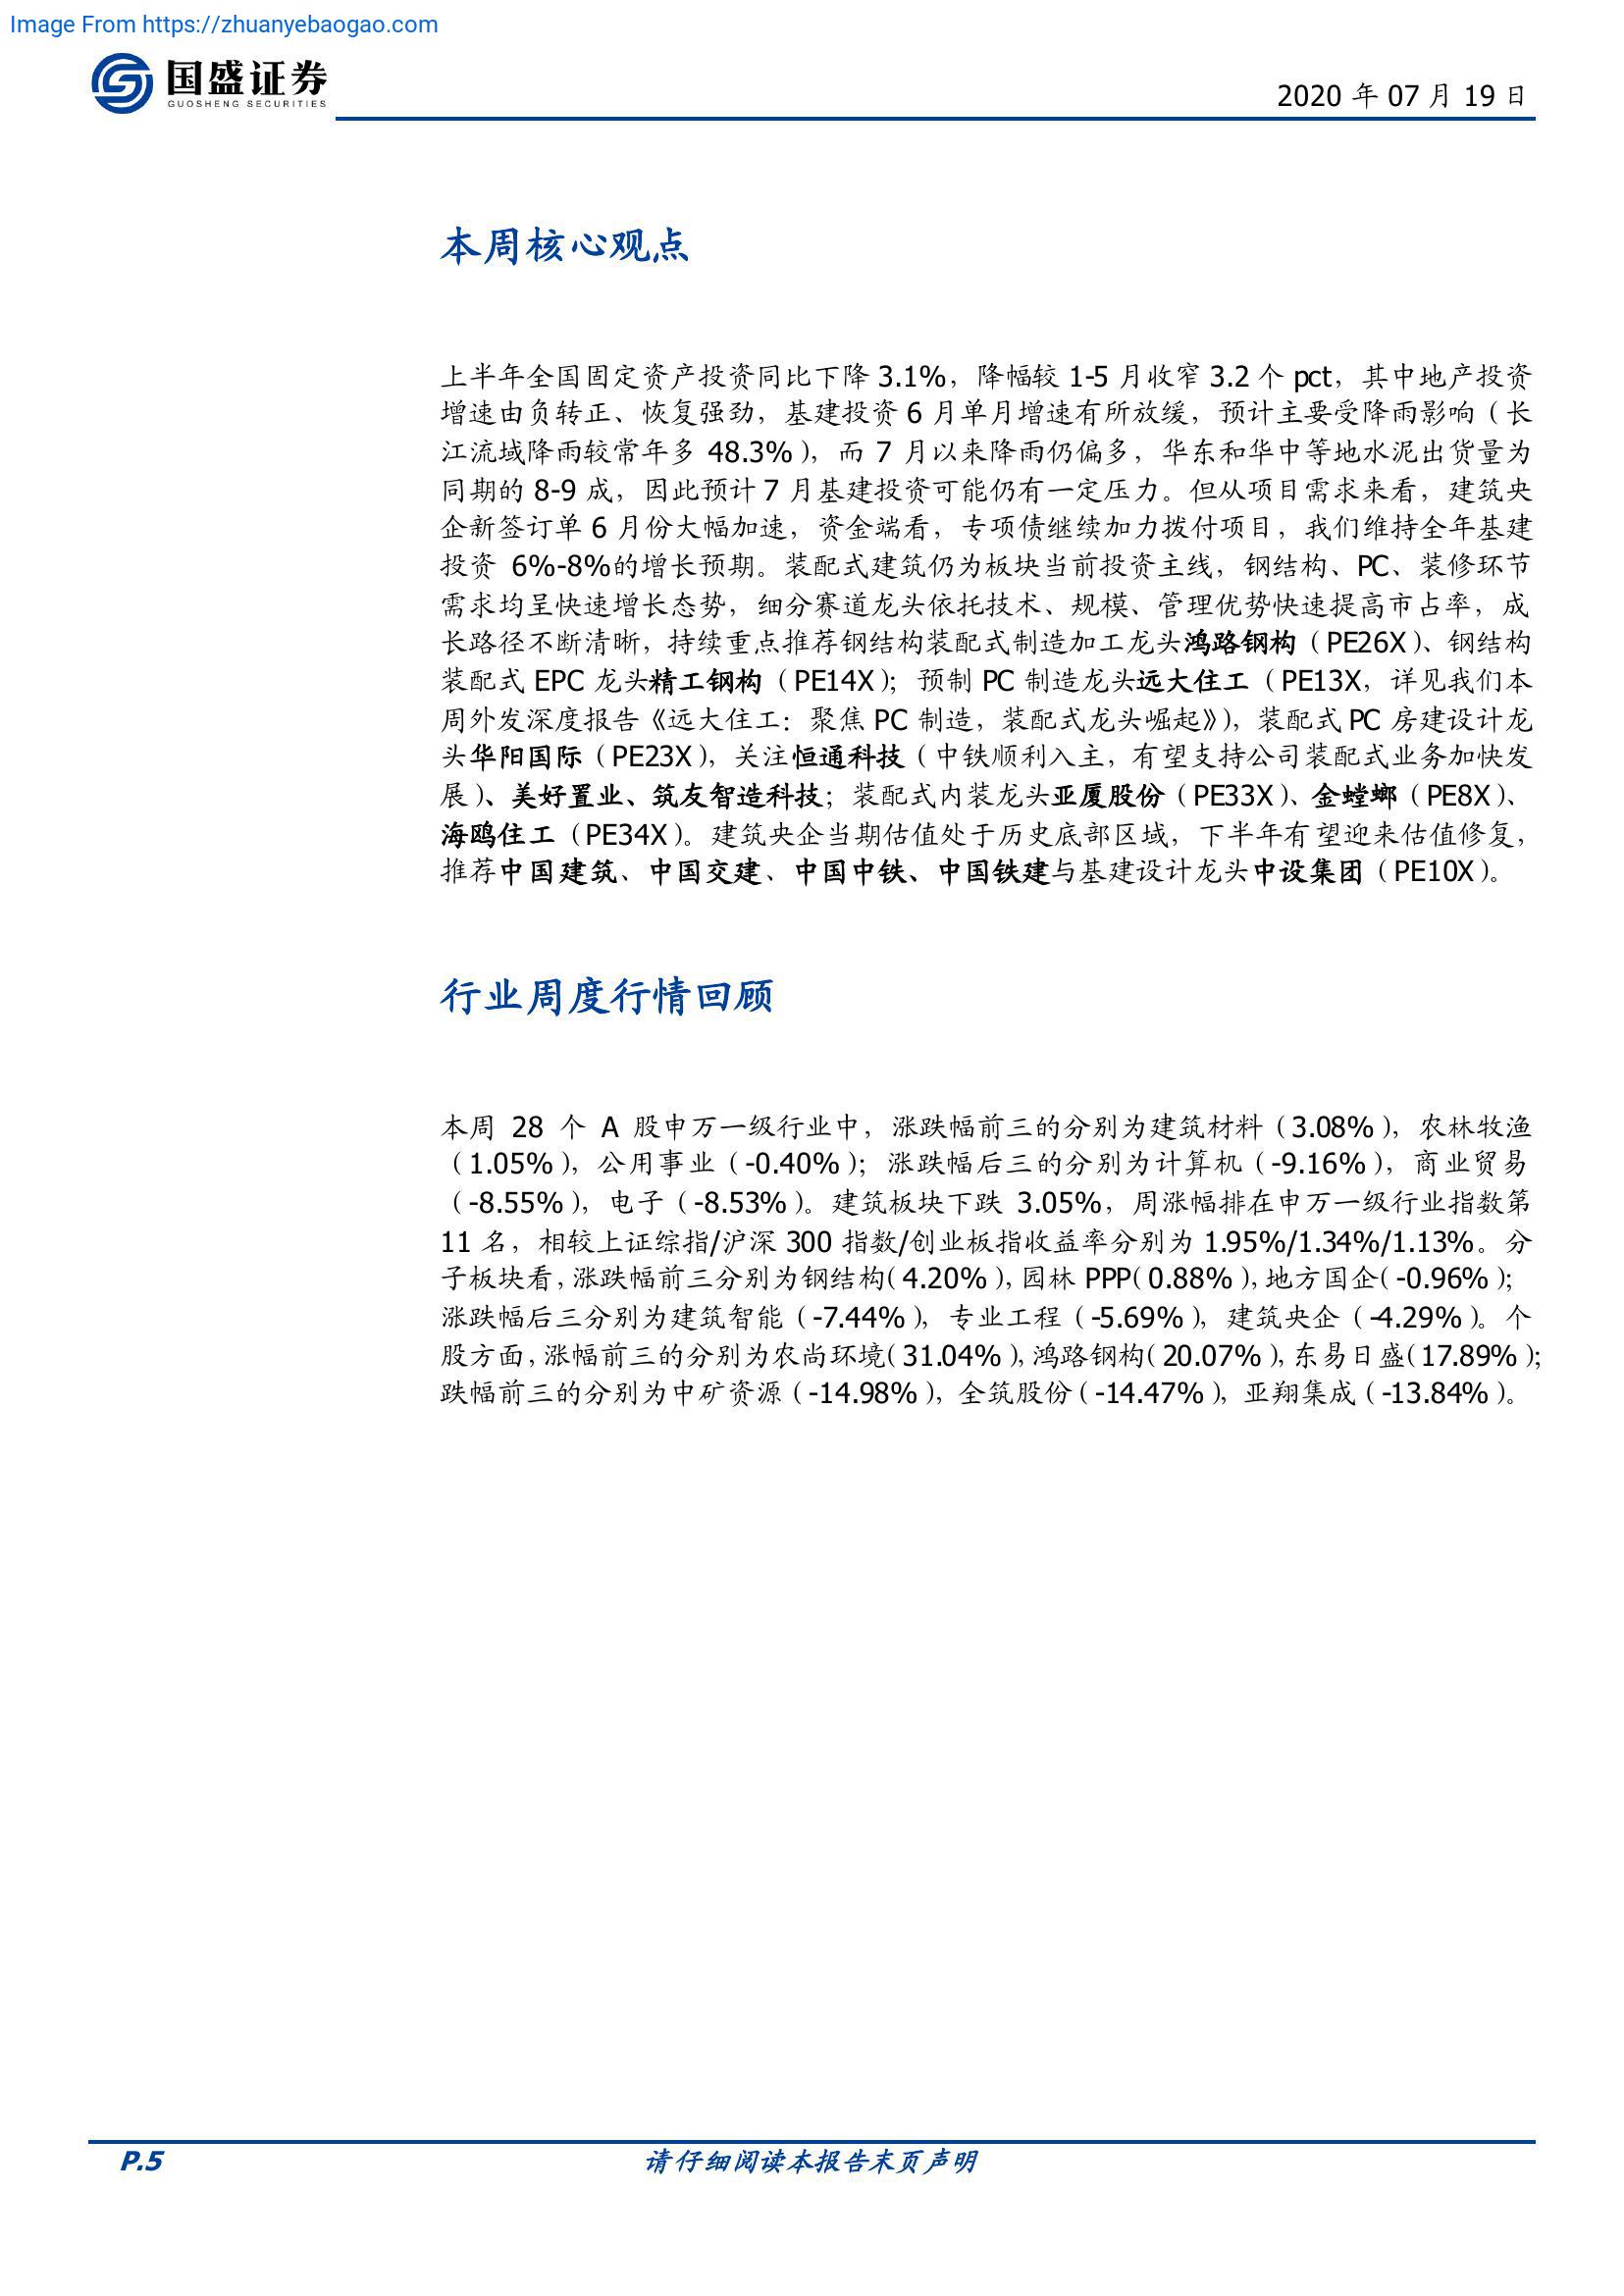 Image From https://zhuanyebaogao.com
国盛证券
GUOSHENG SECURITIES
2020 年 07 月 19 日
本周核心观点
上半年全国固定资产投资同比下降 3.1%，降幅较 1-5 月收窄 3.2 个 pct，其中地产投资
增速由负转正、恢复强劲，基建投资 6 月单月增速有所放缓，预计主要受降雨影响（长
江流域降雨较常年多 48.3%），而 7 月以来降雨仍偏多，华东和华中等地水泥出货量为
同期的 8-9 成，因此预计 7 月基建投资可能仍有一定压力。但从项目需求来看，建筑央
企新签订单 6 月份大幅加速，资金端看，专项债继续加力拨付项目，我们维持全年基建
投资 6%-8%的增长预期。装配式建筑仍为板块当前投资主线，钢结构、PC、装修环节
需求均呈快速增长态势，细分赛道龙头依托技术、规模、管理优势快速提高市占率，成
长路径不断清晰，持续重点推荐钢结构装配式制造加工龙头鸿路钢构（PE26X）、钢结构
装配式 EPC 龙头精工钢构（PE14X）；预制 PC 制造龙头远大住工（PE13X，详见我们本
周外发深度报告《远大住工：聚焦 PC 制造，装配式龙头崛起》），装配式 PC 房建设计龙
头华阳国际（PE23X），关注恒通科技（中铁顺利入主，有望支持公司装配式业务加快发
展）、美好置业、筑友智造科技；装配式内装龙头亚厦股份（PE33X）、金螳螂（PE8X）、
海鸥住工（PE34X）。建筑央企当期估值处于历史底部区域，下半年有望迎来估值修复，
推荐中国建筑、中国交建、中国中铁、中国铁建与基建设计龙头中设集团（PE10X）。
行业周度行情回顾
本周 28 个 A 股申万一级行业中，涨跌幅前三的分别为建筑材料（3.08%），农林牧渔
（1.05%），公用事业（-0.40%）；涨跌幅后三的分别为计算机（-9.16%），商业贸易
（-8.55%），电子（-8.53%）。建筑板块下跌 3.05%，周涨幅排在申万一级行业指数第
11 名，相较上证综指/沪深 300 指数/创业板指收益率分别为 1.95%/1.34%/1.13%。分
子板块看，涨跌幅前三分别为钢结构（4.20%），园林 PPP（0.88%），地方国企（-0.96%）；
涨跌幅后三分别为建筑智能（-7.44%），专业工程（-5.69%），建筑央企（-4.29%）。个
股方面，涨幅前三的分别为农尚环境（31.04%），鸿路钢构（20.07%），东易日盛（17.89%）；
跌幅前三的分别为中矿资源（-14.98%），全筑股份（-14.47%），亚翔集成（-13.84%）。
P.5
请仔细阅读本报告末页声明